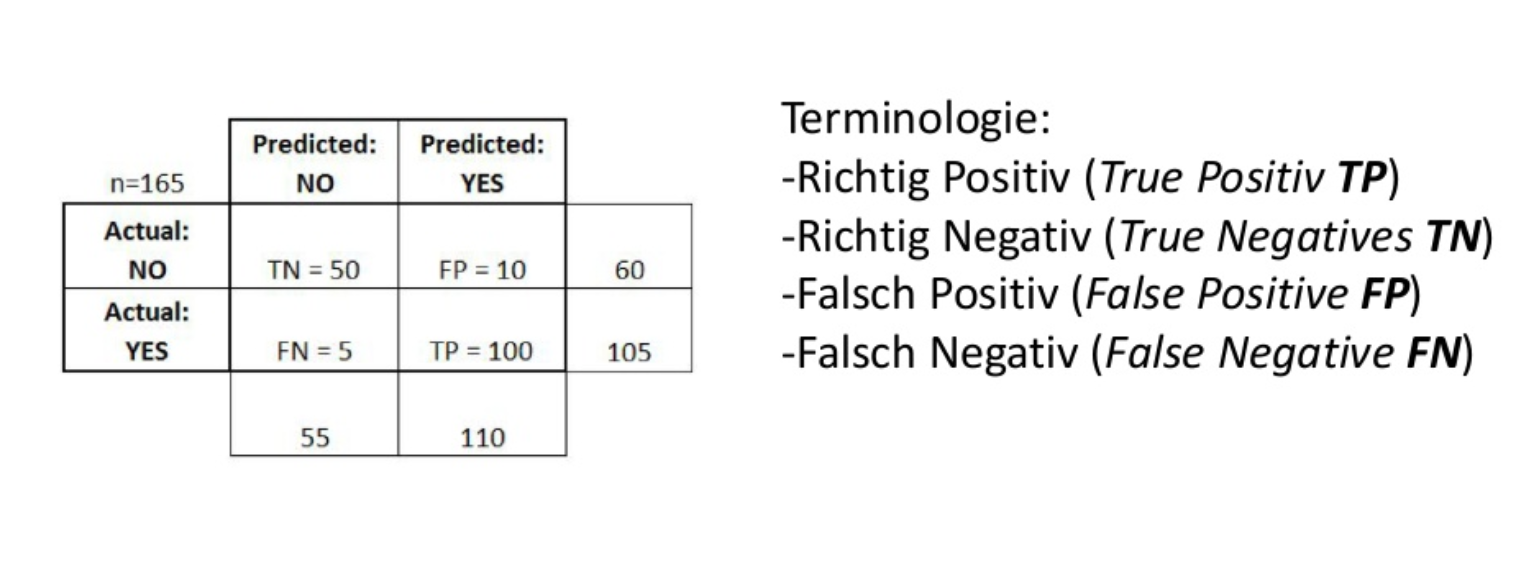 Predicted: Predicted:
n=165 NO YES
Actual:
NO TN = 50 FP = 10 60
Actual:
YES FN = 5 TP = 100 105
55 110
Terminologie:
-Richtig Positiv (True Positiv TP)
-Richtig Negativ (True Negatives TN)
-Falsch Positiv (False Positive FP)
-Falsch Negativ (False Negative FN)